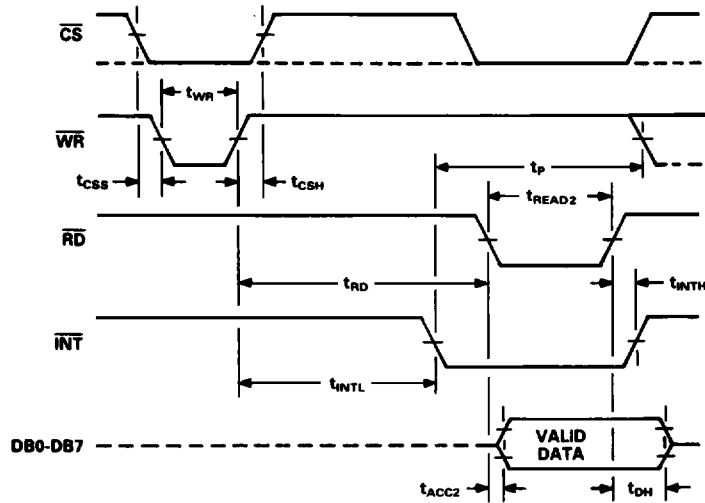 CS
tWR
WR
tP
tCSS
tCSH
tREAD2
RD
tRD
tINTH
INT
tINTL
DB0-DB7
VALID
DATA
tACC2
tDH